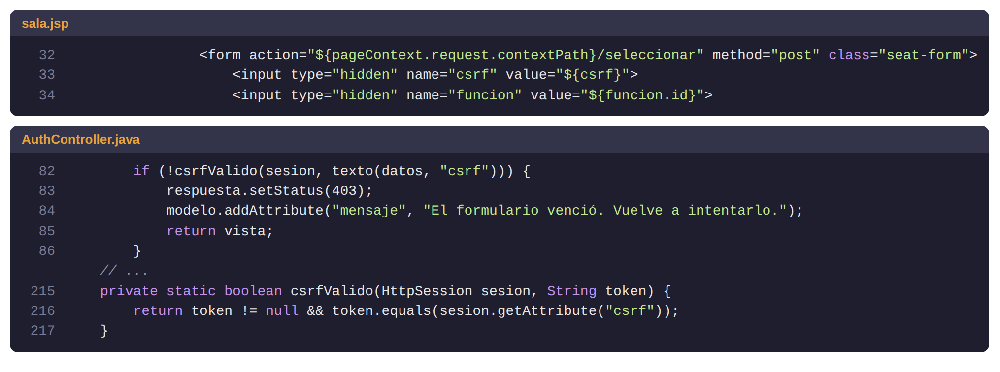 sala.jsp
32 <form action="${pageContext.request.contextPath}/seleccionar" method="post" class="seat-form">
33 <input type="hidden" name="csrf" value="${csrf}">
34 <input type="hidden" name="funcion" value="${funcion.id}">
AuthController.java
82 if (!csrfValido(sesion, texto(datos, "csrf"))) {
83 respuesta.setStatus(403);
84 modelo.addAttribute("mensaje", "El formulario venció. Vuelve a intentarlo.");
85 return vista;
86 }
// ...
215 private static boolean csrfValido(HttpSession sesion, String token) {
216 return token != null && token.equals(sesion.getAttribute("csrf"));
217 }